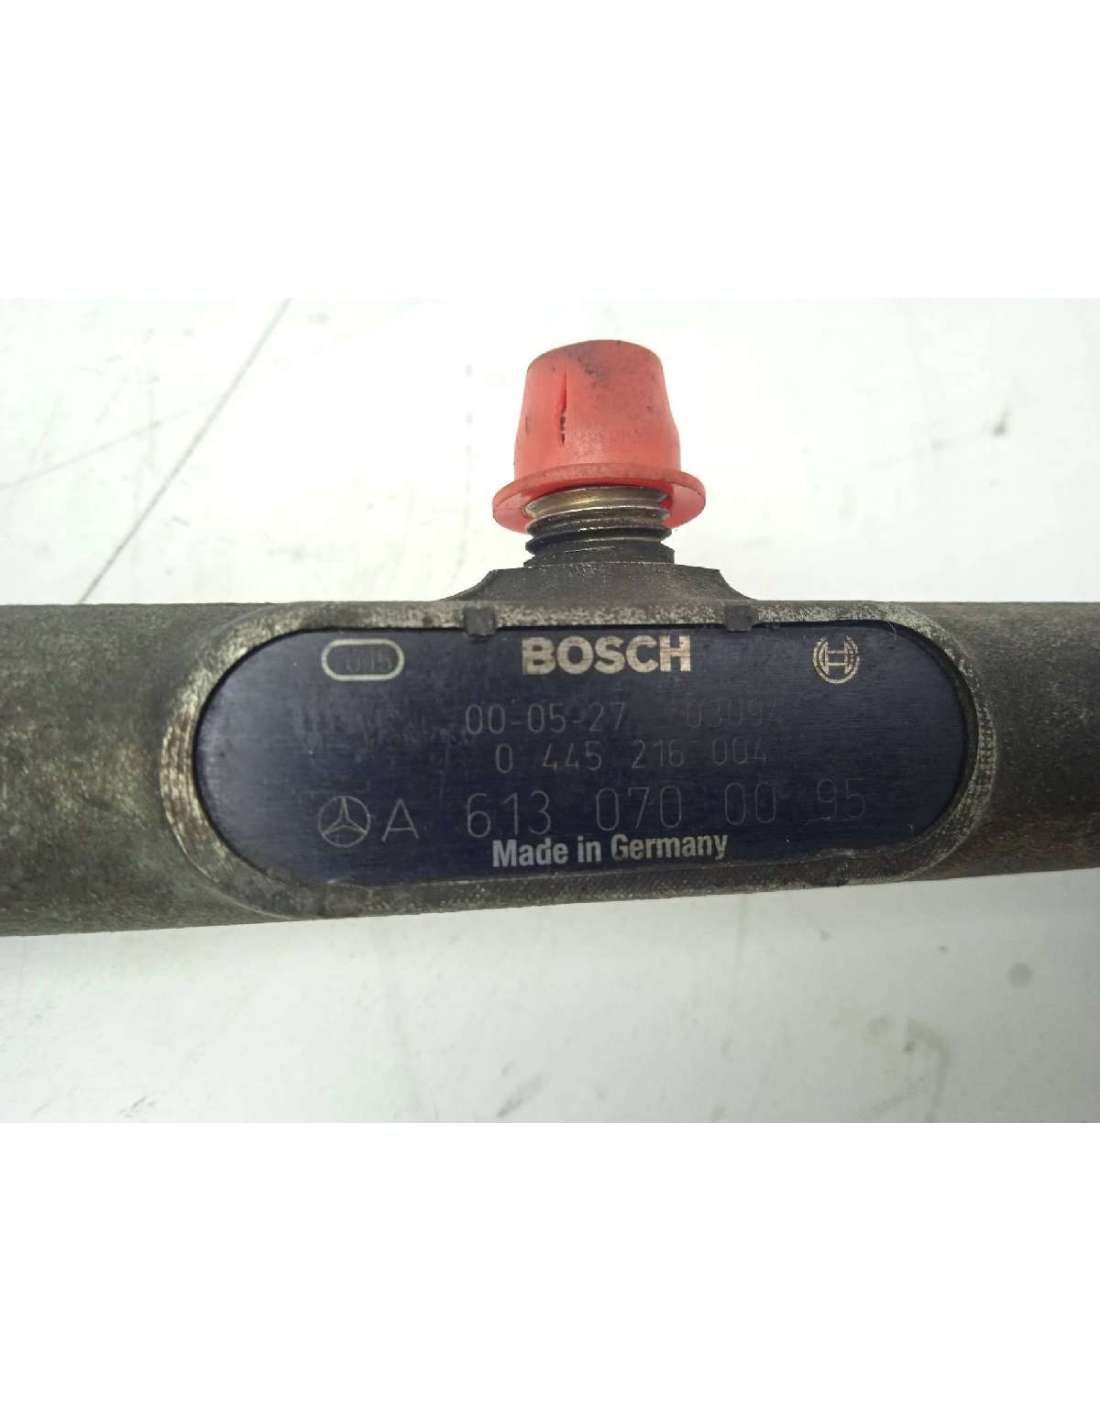 BOSCH
00-05-27
0 445 216 004
A 613 070 00 95
Made in Germany